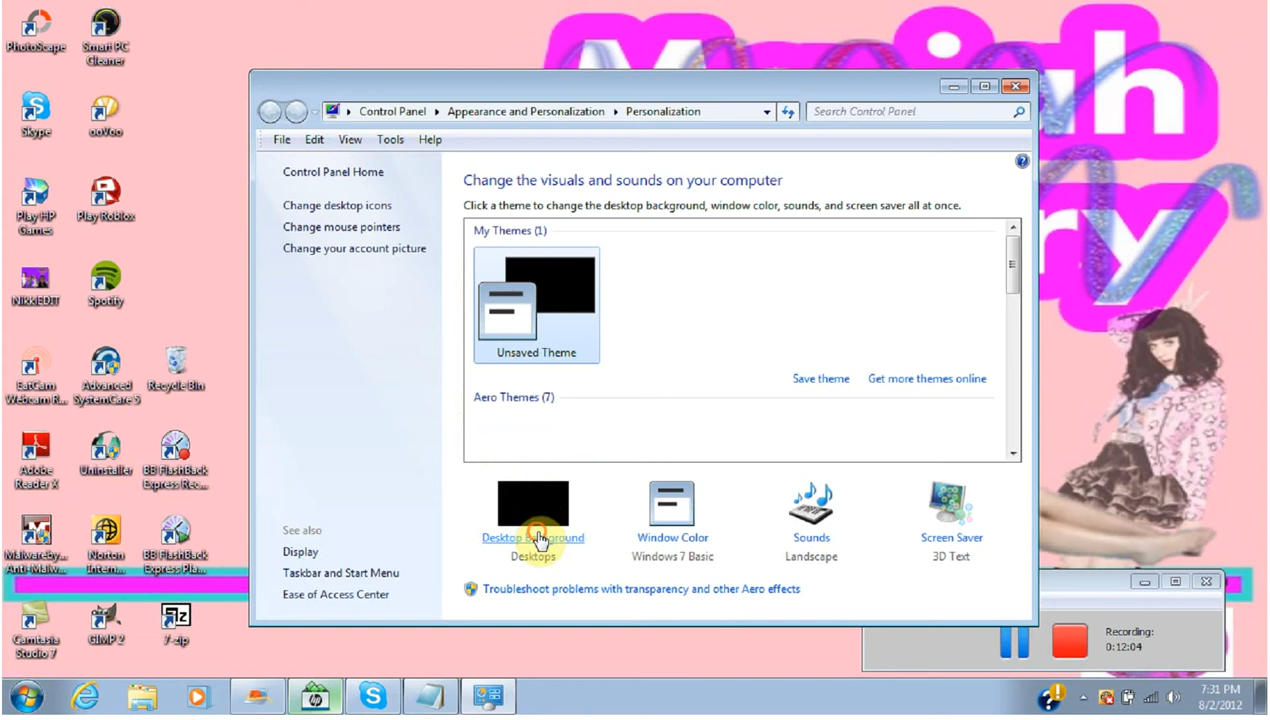 PhotoScape
Smart PC
Cleaner
Skype
ooVoo
Play HP
Games
Play Roblox
NikkEDIT
Spotify
EatCam
Webcam R...
Advanced
SystemCare 5
Recycle Bin
Adobe
Reader X
Uninstaller
BB FlashBack
Express Rec...
Malwareby...
Anti-Malw...
Norton
Intern...
BB FlashBack
Express Pla...
Camtasia
Studio 7
GIMP 2
7-zip
Control Panel
Appearance and Personalization
Personalization
Search Control Panel
File Edit View Tools Help
Control Panel Home
Change desktop icons
Change mouse pointers
Change your account picture
See also
Display
Taskbar and Start Menu
Ease of Access Center
Change the visuals and sounds on your computer
Click a theme to change the desktop background, window color, sounds, and screen saver all at once.
My Themes (1)
Unsaved Theme
Save theme
Get more themes online
Aero Themes (7)
Desktop Background
Desktops
Window Color
Windows 7 Basic
Sounds
Landscape
Screen Saver
3D Text
Troubleshoot problems with transparency and other Aero effects
Recording:
0:12:04
7:31 PM
8/2/2012